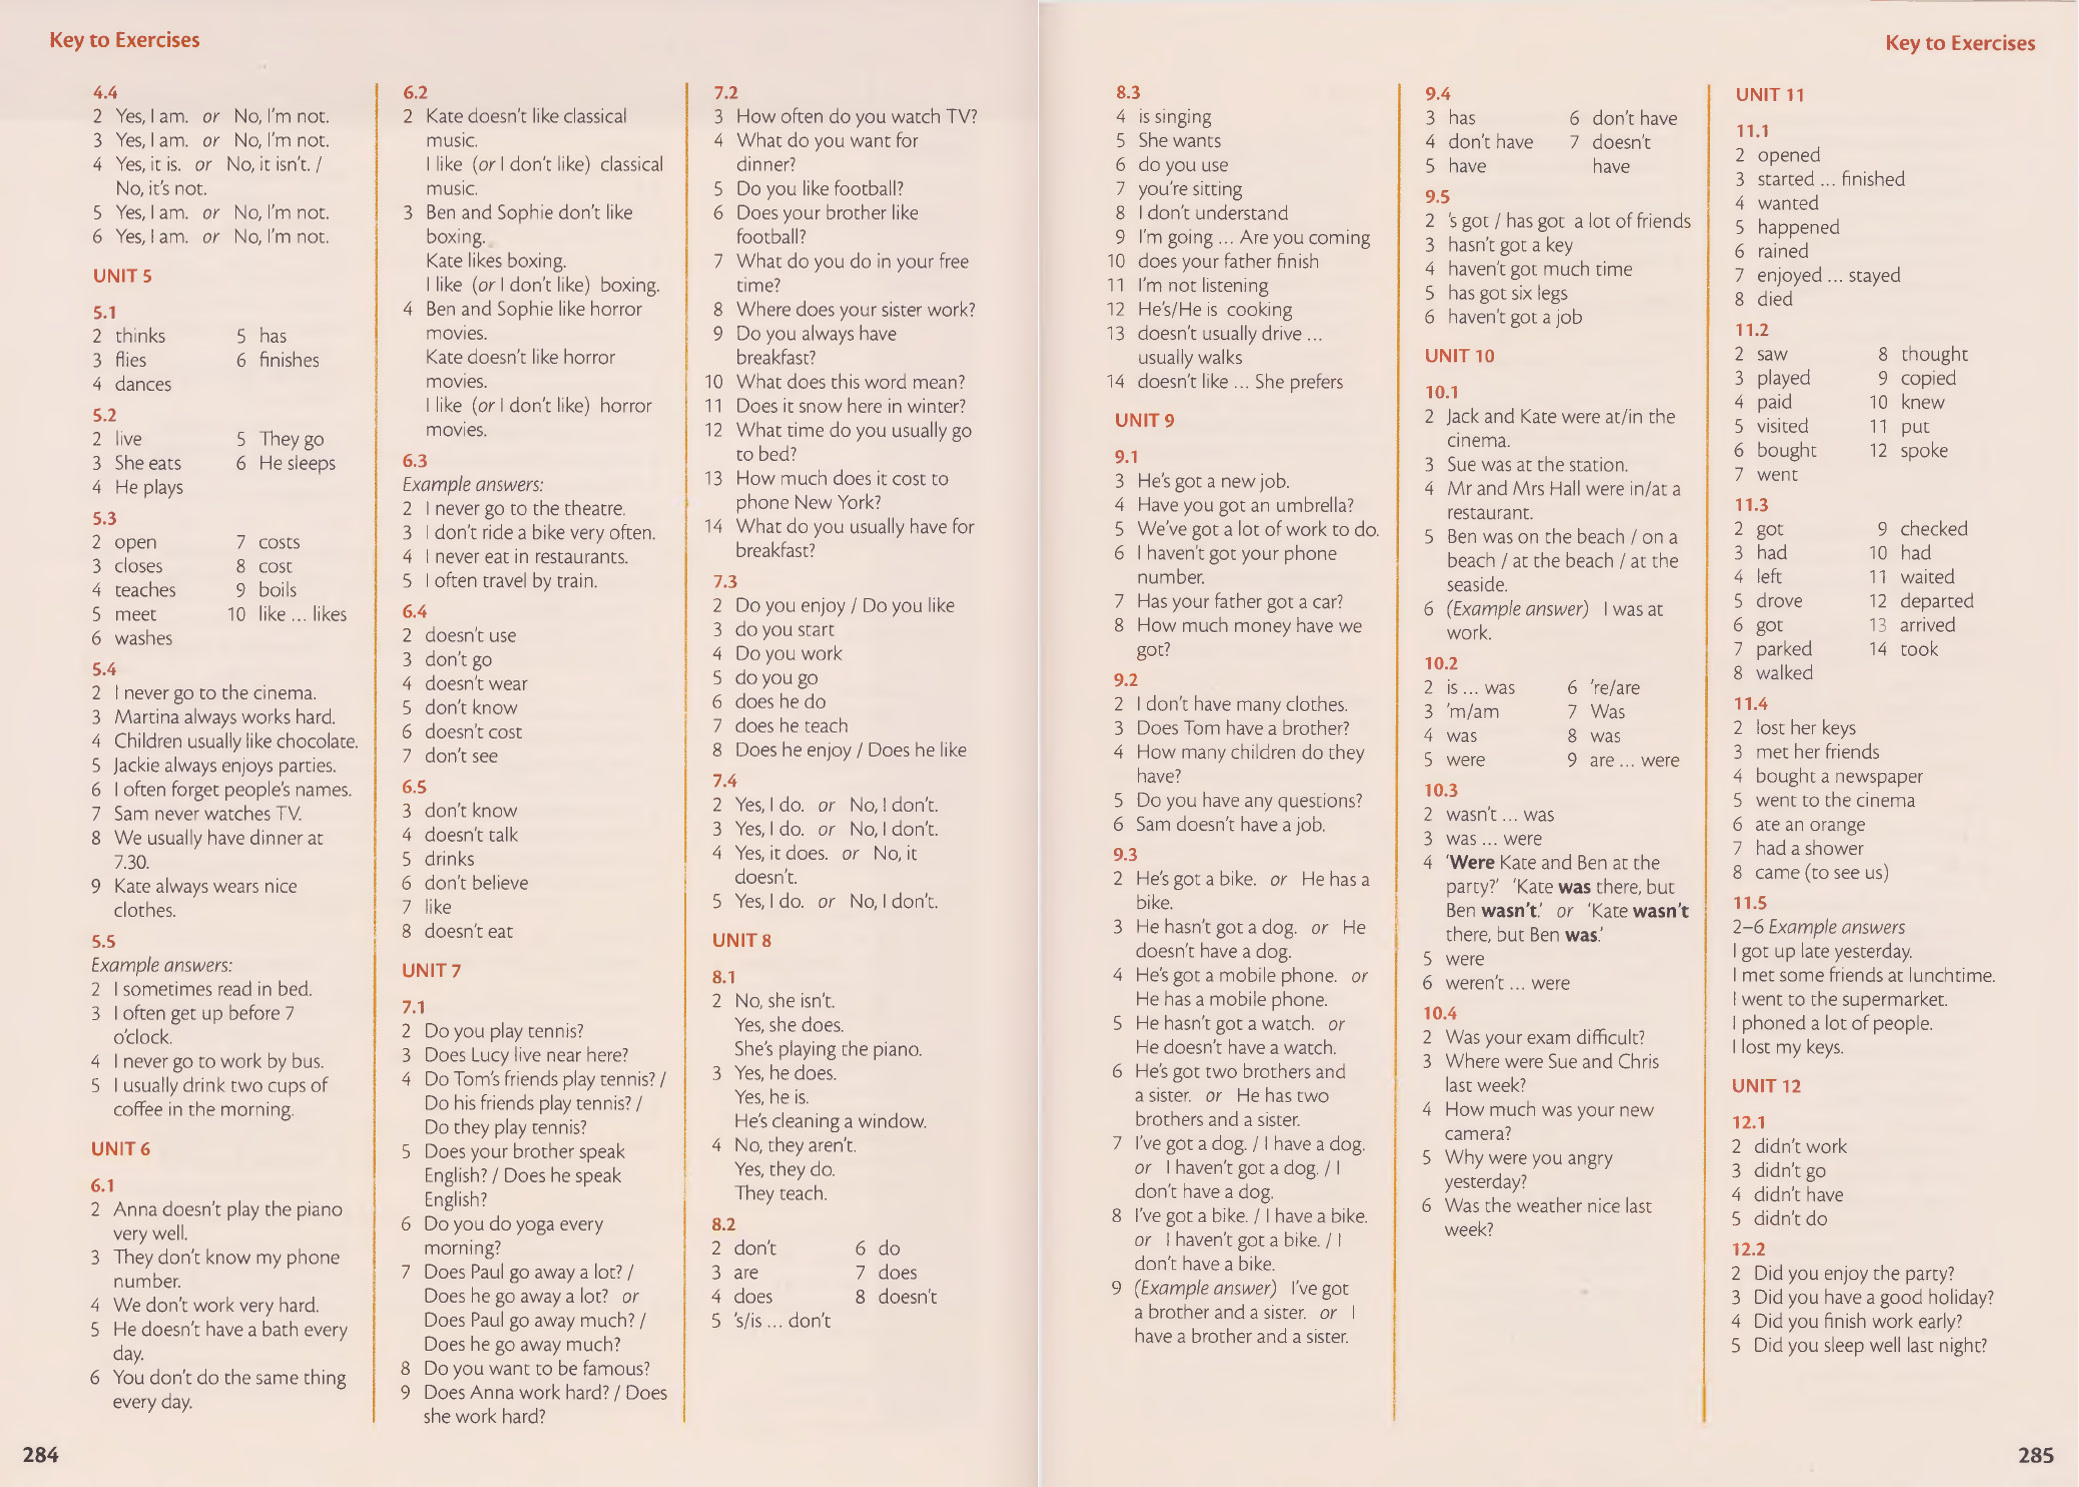 Key to Exercises
4.4
2 Yes, I am. or No, I'm not.
3 Yes, I am. or No, I'm not.
4 Yes, it is. or No, it isn't. /
No, it's not.
5 Yes, I am. or No, I'm not.
6 Yes, I am. or No, I'm not.
UNIT 5
5.1
2 thinks 5 has
3 flies 6 finishes
4 dances
5.2
2 live 5 They go
3 She eats 6 He sleeps
4 He plays
5.3
2 open 7 costs
3 closes 8 cost
4 teaches 9 boils
5 meet 10 like ... likes
6 washes
5.4
2 I never go to the cinema.
3 Martina always works hard.
4 Children usually like chocolate.
5 Jackie always enjoys parties.
6 I often forget people's names.
7 Sam never watches TV.
8 We usually have dinner at
7.30.
9 Kate always wears nice
clothes.
5.5
Example answers:
2 I sometimes read in bed.
3 I often get up before 7
o'clock.
4 I never go to work by bus.
5 I usually drink two cups of
coffee in the morning.
UNIT 6
6.1
2 Anna doesn't play the piano
very well.
3 They don't know my phone
number.
4 We don't work very hard.
5 He doesn't have a bath every
day.
6 You don't do the same thing
every day.
6.2
2 Kate doesn't like classical
music.
I like (or I don't like) classical
music.
3 Ben and Sophie don't like
boxing.
Kate likes boxing.
I like (or I don't like) boxing.
4 Ben and Sophie like horror
movies.
Kate doesn't like horror
movies.
I like (or I don't like) horror
movies.
6.3
Example answers:
2 I never go to the theatre.
3 I don't ride a bike very often.
4 I never eat in restaurants.
5 I often travel by train.
6.4
2 doesn't use
3 don't go
4 doesn't wear
5 don't know
6 doesn't cost
7 don't see
6.5
3 don't know
4 doesn't talk
5 drinks
6 don't believe
7 like
8 doesn't eat
UNIT 7
7.1
2 Do you play tennis?
3 Does Lucy live near here?
4 Do Tom's friends play tennis? /
Do his friends play tennis? /
Do they play tennis?
5 Does your brother speak
English? / Does he speak
English?
6 Do you do yoga every
morning?
7 Does Paul go away a lot? /
Does he go away a lot? or
Does Paul go away much? /
Does he go away much?
8 Do you want to be famous?
9 Does Anna work hard? / Does
she work hard?
7.2
3 How often do you watch TV?
4 What do you want for
dinner?
5 Do you like football?
6 Does your brother like
football?
7 What do you do in your free
time?
8 Where does your sister work?
9 Do you always have
breakfast?
10 What does this word mean?
11 Does it snow here in winter?
12 What time do you usually go
to bed?
13 How much does it cost to
phone New York?
14 What do you usually have for
breakfast?
7.3
2 Do you enjoy / Do you like
3 do you start
4 Do you work
5 do you go
6 does he do
7 does he teach
8 Does he enjoy / Does he like
7.4
2 Yes, I do. or No, I don't.
3 Yes, I do. or No, I don't.
4 Yes, it does. or No, it
doesn't.
5 Yes, I do. or No, I don't.
UNIT 8
8.1
2 No, she isn't.
Yes, she does.
She's playing the piano.
3 Yes, he does.
Yes, he is.
He's cleaning a window.
4 No, they aren't.
Yes, they do.
They teach.
8.2
2 don't 6 do
3 are 7 does
4 does 8 doesn't
5 's/is ... don't
284
Key to Exercises
8.3
4 is singing
5 She wants
6 do you use
7 you're sitting
8 I don't understand
9 I'm going ... Are you coming
10 does your father finish
11 I'm not listening
12 He's/He is cooking
13 doesn't usually drive ...
usually walks
14 doesn't like ... She prefers
UNIT 9
9.1
3 He's got a new job.
4 Have you got an umbrella?
5 We've got a lot of work to do.
6 I haven't got your phone
number.
7 Has your father got a car?
8 How much money have we
got?
9.2
2 I don't have many clothes.
3 Does Tom have a brother?
4 How many children do they
have?
5 Do you have any questions?
6 Sam doesn't have a job.
9.3
2 He's got a bike. or He has a
bike.
3 He hasn't got a dog. or He
doesn't have a dog.
4 He's got a mobile phone. or
He has a mobile phone.
5 He hasn't got a watch. or
He doesn't have a watch.
6 He's got two brothers and
a sister. or He has two
brothers and a sister.
7 I've got a dog. / I have a dog.
or I haven't got a dog. / I
don't have a dog.
8 I've got a bike. / I have a bike.
or I haven't got a bike. / I
don't have a bike.
9 (Example answer) I've got
a brother and a sister. or I
have a brother and a sister.
9.4
3 has 6 don't have
4 don't have 7 doesn't
5 have have
9.5
2 's got / has got a lot of friends
3 hasn't got a key
4 haven't got much time
5 has got six legs
6 haven't got a job
UNIT 10
10.1
2 Jack and Kate were at/in the
cinema.
3 Sue was at the station.
4 Mr and Mrs Hall were in/at a
restaurant.
5 Ben was on the beach / on a
beach / at the beach / at the
seaside.
6 (Example answer) I was at
work.
10.2
2 is ... was 6 're/are
3 'm/am 7 Was
4 was 8 was
5 were 9 are ... were
10.3
2 wasn't ... was
3 was ... were
4 'Were Kate and Ben at the
party?' 'Kate was there, but
Ben wasn't.' or 'Kate wasn't
there, but Ben was.'
5 were
6 weren't ... were
10.4
2 Was your exam difficult?
3 Where were Sue and Chris
last week?
4 How much was your new
camera?
5 Why were you angry
yesterday?
6 Was the weather nice last
week?
UNIT 11
11.1
2 opened
3 started ... finished
4 wanted
5 happened
6 rained
7 enjoyed ... stayed
8 died
11.2
2 saw 8 thought
3 played 9 copied
4 paid 10 knew
5 visited 11 put
6 bought 12 spoke
7 went
11.3
2 got 9 checked
3 had 10 had
4 left 11 waited
5 drove 12 departed
6 got 13 arrived
7 parked 14 took
8 walked
11.4
2 lost her keys
3 met her friends
4 bought a newspaper
5 went to the cinema
6 ate an orange
7 had a shower
8 came (to see us)
11.5
2–6 Example answers
I got up late yesterday.
I met some friends at lunchtime.
I went to the supermarket.
I phoned a lot of people.
I lost my keys.
UNIT 12
12.1
2 didn't work
3 didn't go
4 didn't have
5 didn't do
12.2
2 Did you enjoy the party?
3 Did you have a good holiday?
4 Did you finish work early?
5 Did you sleep well last night?
285